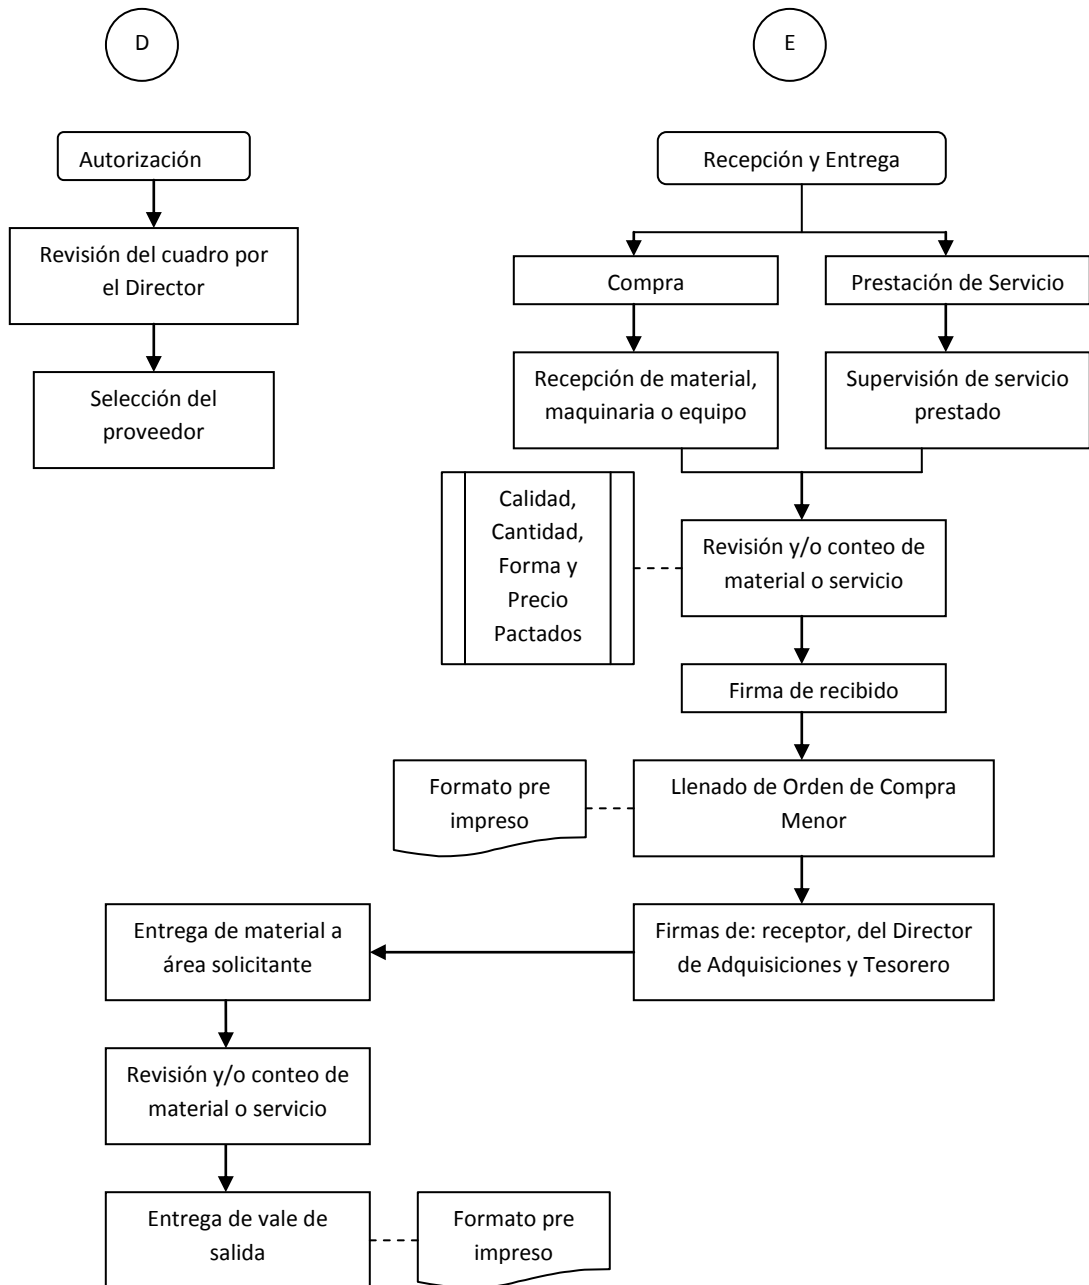 D
Autorización
Revisión del cuadro por
el Director
Selección del
proveedor
E
Recepción y Entrega
Compra
Prestación de Servicio
Recepción de material,
maquinaria o equipo
Supervisión de servicio
prestado
Calidad,
Cantidad,
Forma y
Precio
Pactados
Revisión y/o conteo de
material o servicio
Firma de recibido
Formato pre
impreso
Llenado de Orden de Compra
Menor
Firmas de: receptor, del Director
de Adquisiciones y Tesorero
Entrega de material a
área solicitante
Revisión y/o conteo de
material o servicio
Entrega de vale de
salida
Formato pre
impreso